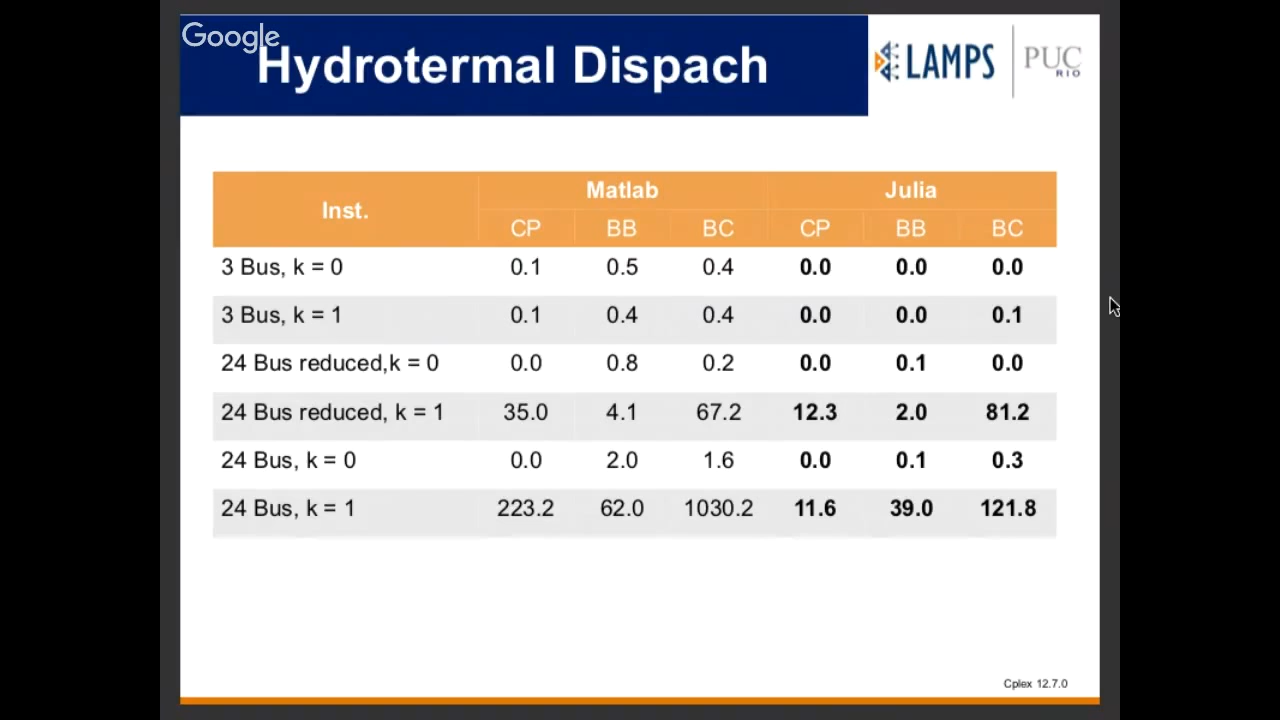 Google
Hydrotermal Dispach
LAMPS PUC RIO
Inst. Matlab Julia
CP BB BC CP BB BC
3 Bus, k = 0 0.1 0.5 0.4 0.0 0.0 0.0
3 Bus, k = 1 0.1 0.4 0.4 0.0 0.0 0.1
24 Bus reduced,k = 0 0.0 0.8 0.2 0.0 0.1 0.0
24 Bus reduced, k = 1 35.0 4.1 67.2 12.3 2.0 81.2
24 Bus, k = 0 0.0 2.0 1.6 0.0 0.1 0.3
24 Bus, k = 1 223.2 62.0 1030.2 11.6 39.0 121.8
Cplex 12.7.0